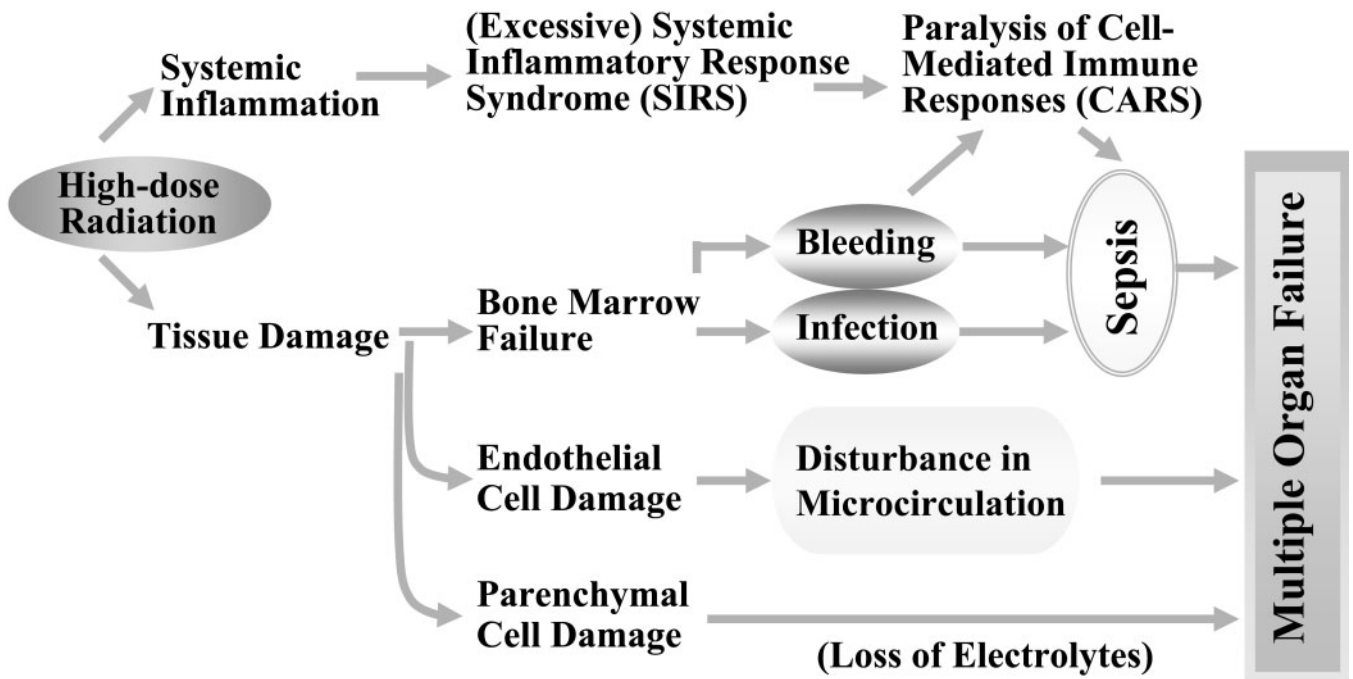 (Excessive) Systemic
Inflammatory Response
Syndrome (SIRS)
Paralysis of Cell-
Mediated Immune
Responses (CARS)
Systemic
Inflammation
High-dose
Radiation
Bleeding
Infection
Sepsis
Bone Marrow
Failure
Tissue Damage
Endothelial
Cell Damage
Disturbance in
Microcirculation
Parenchymal
Cell Damage
(Loss of Electrolytes)
Multiple Organ Failure